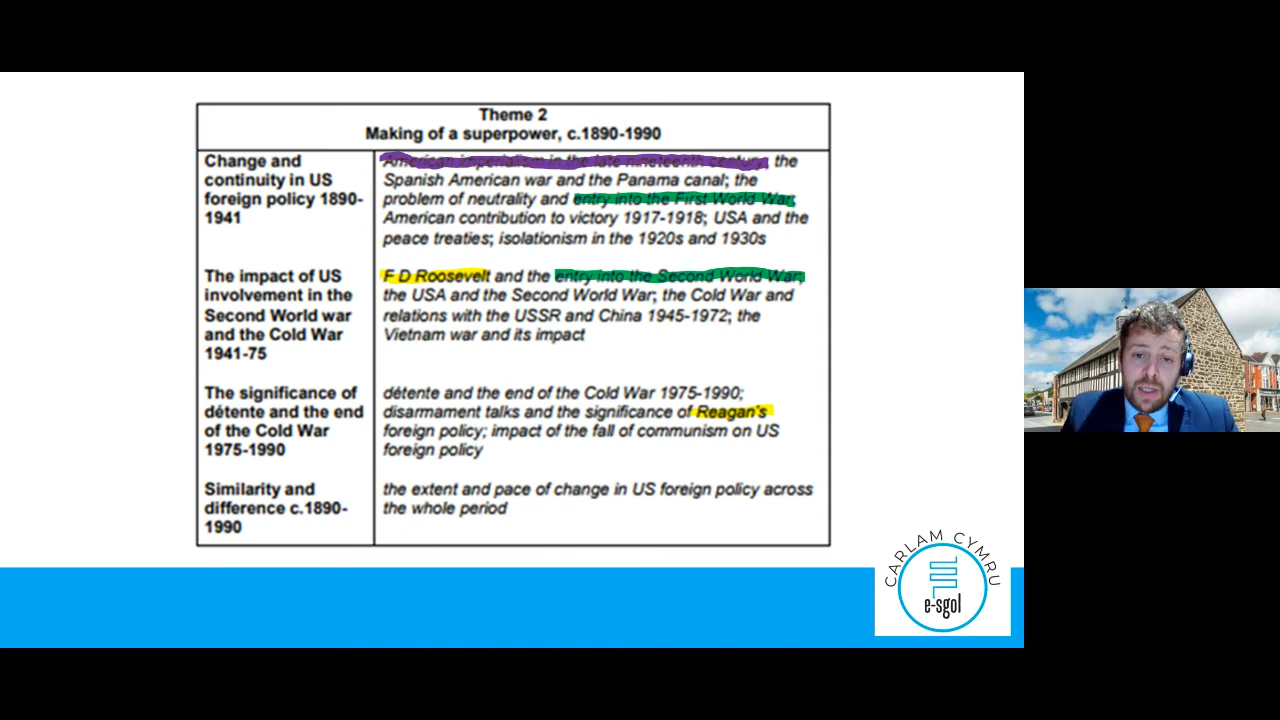 Theme 2
Making of a superpower, c.1890-1990
Change and
continuity in US
foreign policy 1890-
1941
American imperialism in the late nineteenth century, the
Spanish American war and the Panama canal; the
problem of neutrality and entry into the First World War;
American contribution to victory 1917-1918; USA and the
peace treaties; isolationism in the 1920s and 1930s
The impact of US
involvement in the
Second World war
and the Cold War
1941-75
F D Roosevelt and the entry into the Second World War;
the USA and the Second World War; the Cold War and
relations with the USSR and China 1945-1972; the
Vietnam war and its impact
The significance of
détente and the end
of the Cold War
1975-1990
détente and the end of the Cold War 1975-1990;
disarmament talks and the significance of Reagan's
foreign policy; impact of the fall of communism on US
foreign policy
Similarity and
difference c.1890-
1990
the extent and pace of change in US foreign policy across
the whole period
CARLAM CYMRU
e-sgol